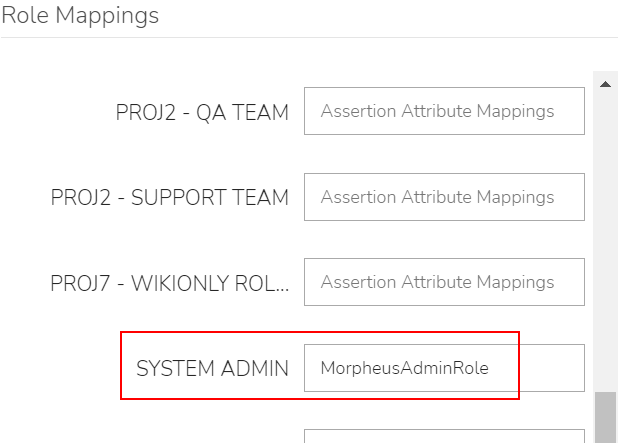 Role Mappings
PROJ2 - QA TEAM Assertion Attribute Mappings
PROJ2 - SUPPORT TEAM Assertion Attribute Mappings
PROJ7 - WIKIONLY ROL... Assertion Attribute Mappings
SYSTEM ADMIN MorpheusAdminRole